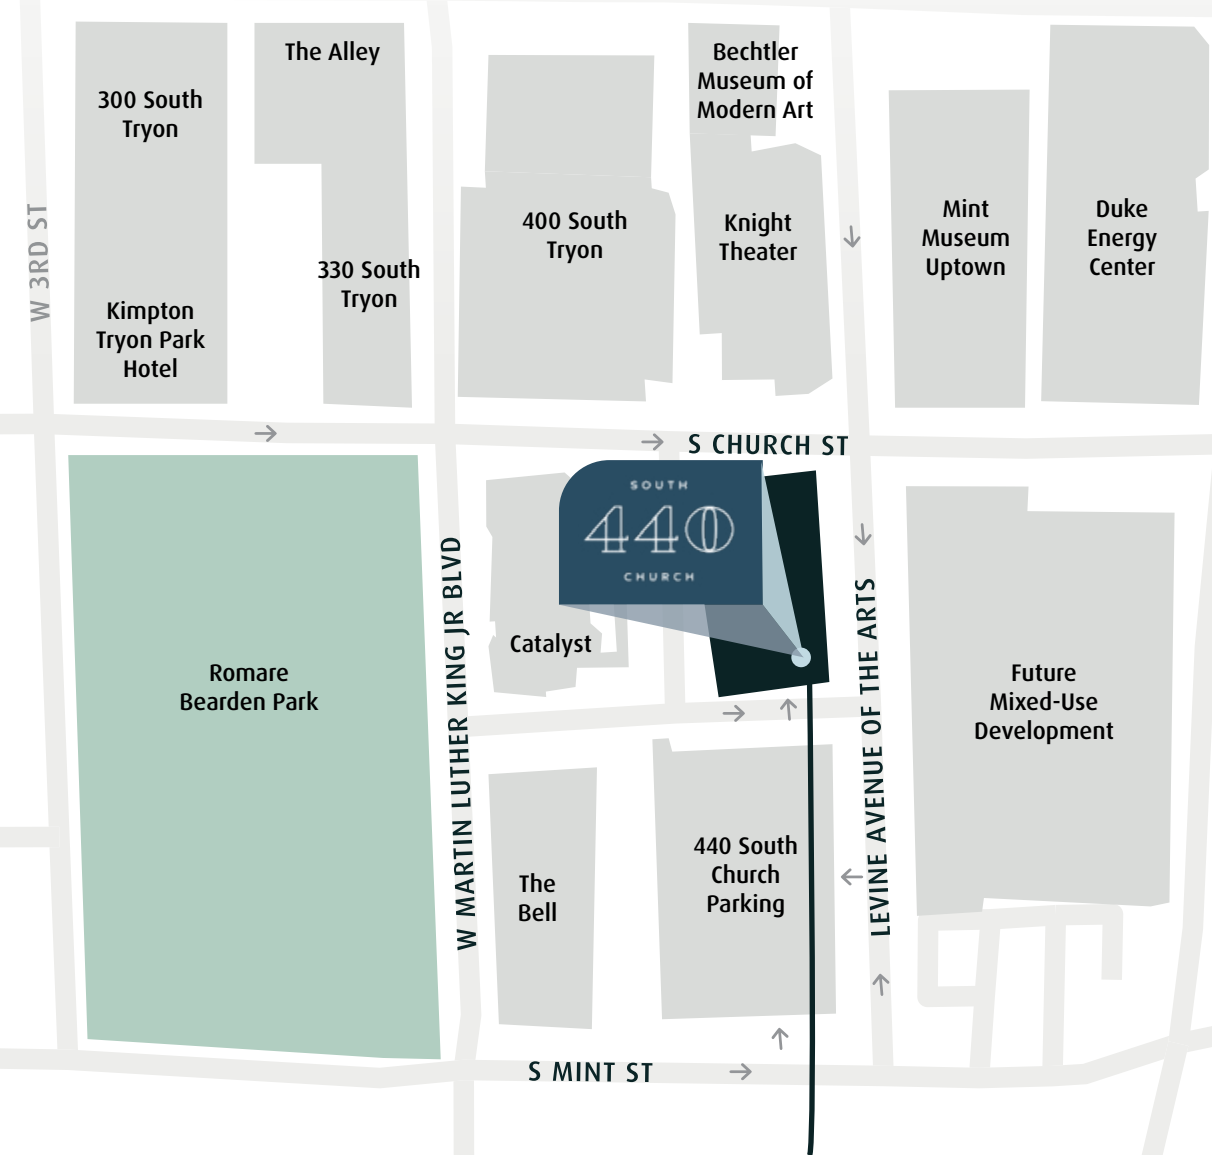 The Alley
300 South
Tryon
330 South
Tryon
Kimpton
Tryon Park
Hotel
W 3RD ST
400 South
Tryon
Bechtler
Museum of
Modern Art
Knight
Theater
Mint
Museum
Uptown
Duke
Energy
Center
S CHURCH ST
SOUTH
440
CHURCH
Catalyst
Romare
Bearden Park
W MARTIN LUTHER KING JR BLVD
LEVINE AVENUE OF THE ARTS
Future
Mixed-Use
Development
The
Bell
440 South
Church
Parking
S MINT ST